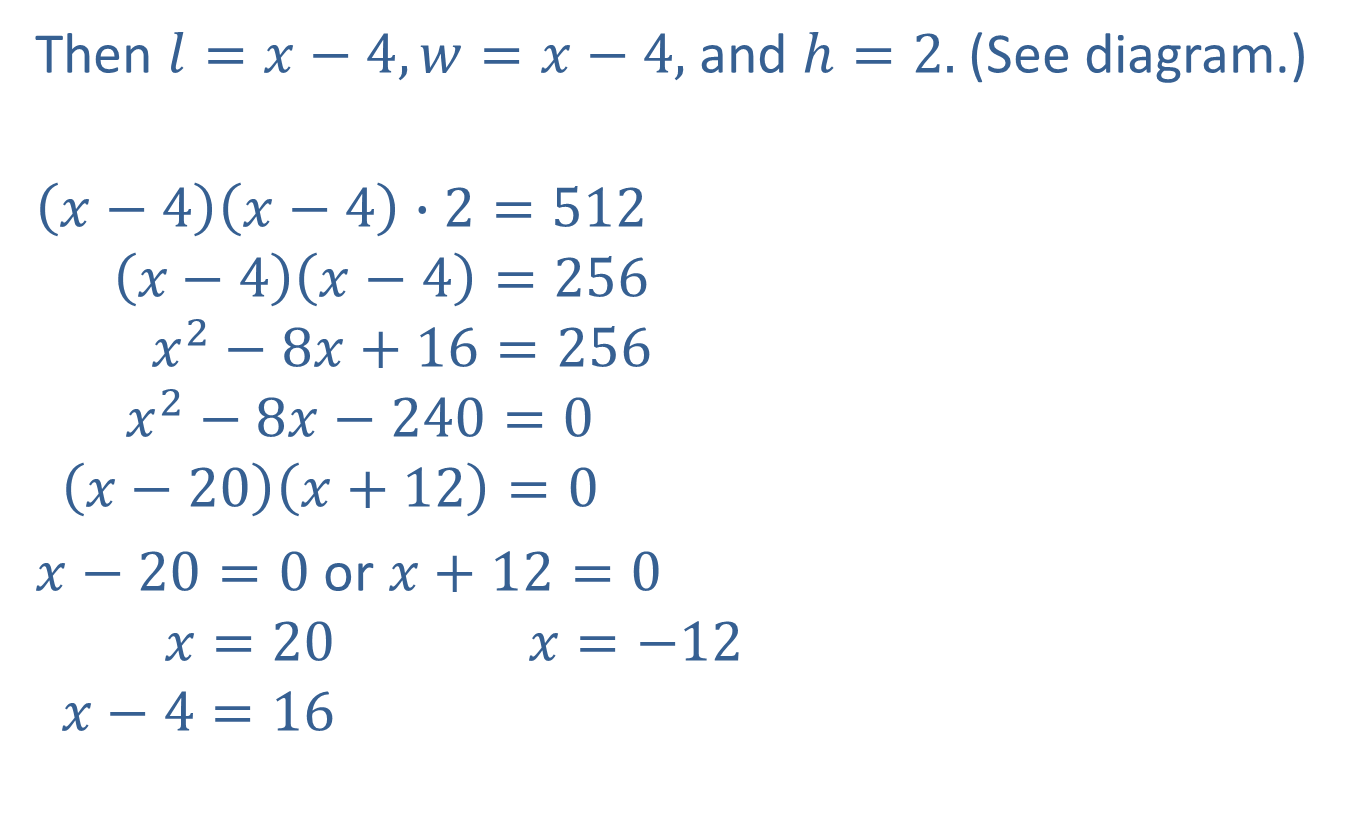 Then l = x − 4, w = x − 4, and h = 2. (See diagram.)
(x − 4)(x − 4) · 2 = 512
(x − 4)(x − 4) = 256
x² − 8x + 16 = 256
x² − 8x − 240 = 0
(x − 20)(x + 12) = 0
x − 20 = 0 or x + 12 = 0
x = 20 x = −12
x − 4 = 16